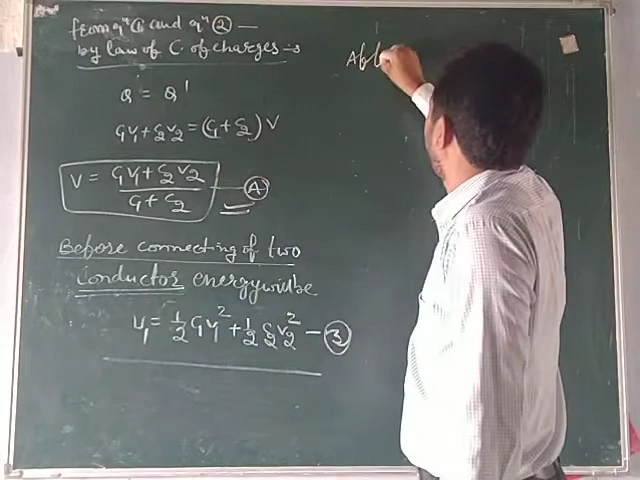 from eqⁿ ① and eqⁿ ② —
by law of C. of charges →
Q = Q'
C₁V₁ + C₂V₂ = (C₁ + C₂) V
V = (C₁V₁ + C₂V₂) / (C₁ + C₂) — Ⓐ
Before connecting of two
conductor energy will be
U₁ = ½ C₁V₁² + ½ C₂V₂² — ③